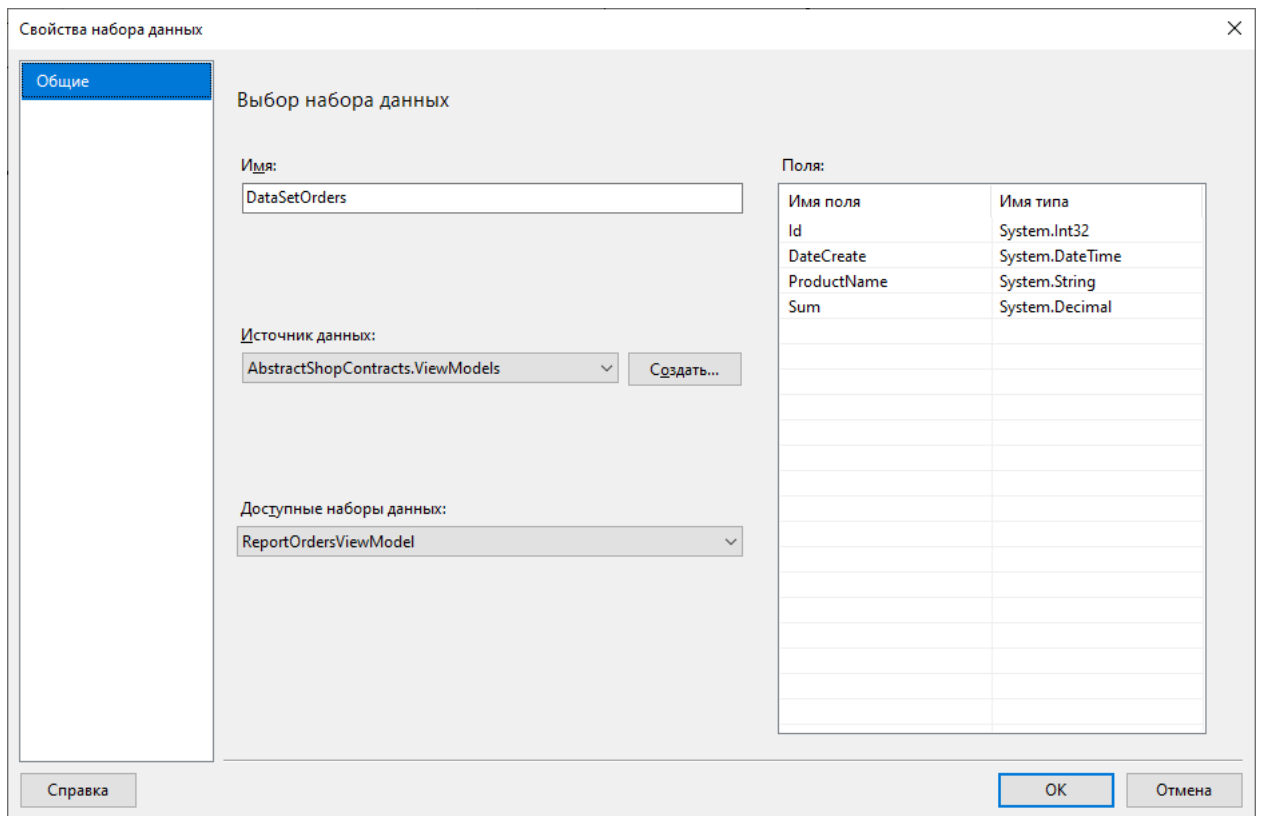 Свойства набора данных
Общие
Выбор набора данных
Имя:
DataSetOrders
Источник данных:
AbstractShopContracts.ViewModels
Создать...
Доступные наборы данных:
ReportOrdersViewModel
Поля:
Имя поля Имя типа
Id System.Int32
DateCreate System.DateTime
ProductName System.String
Sum System.Decimal
Справка
OK
Отмена